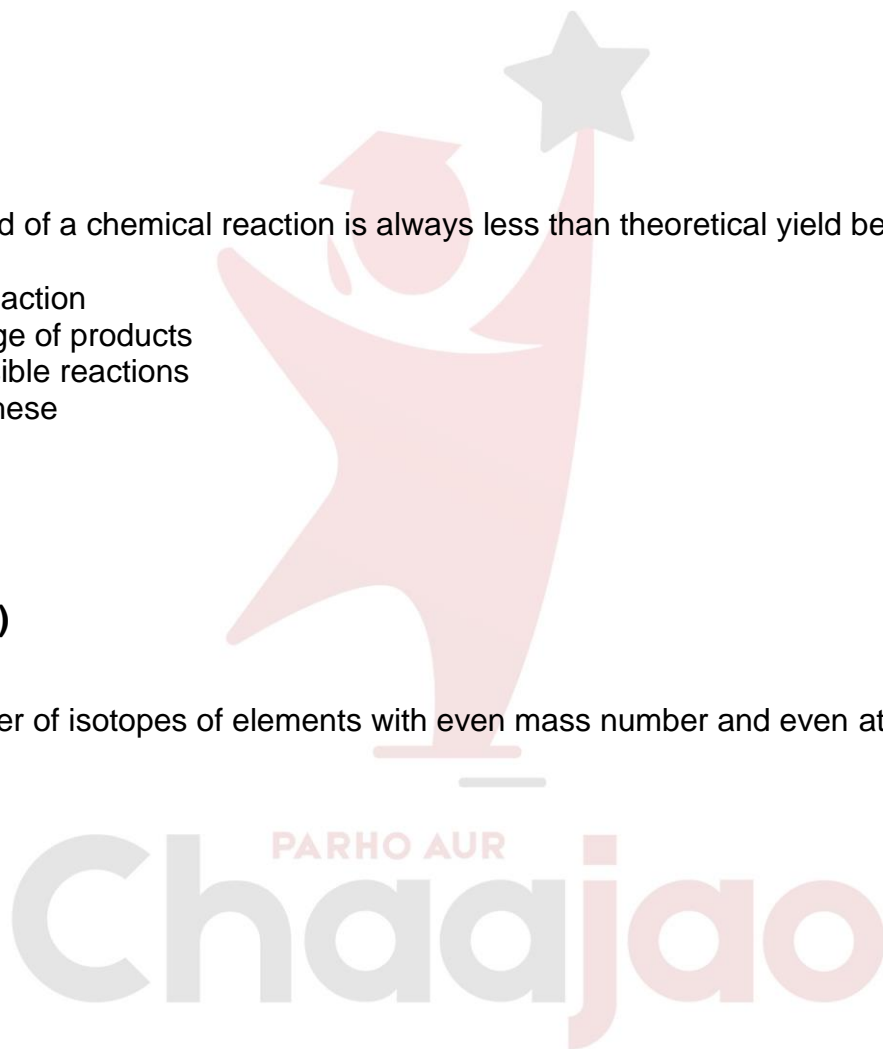 d of a chemical reaction is always less than theoretical yield be
action
ge of products
ible reactions
nese
)
er of isotopes of elements with even mass number and even at
PARHO AUR
Chaajao